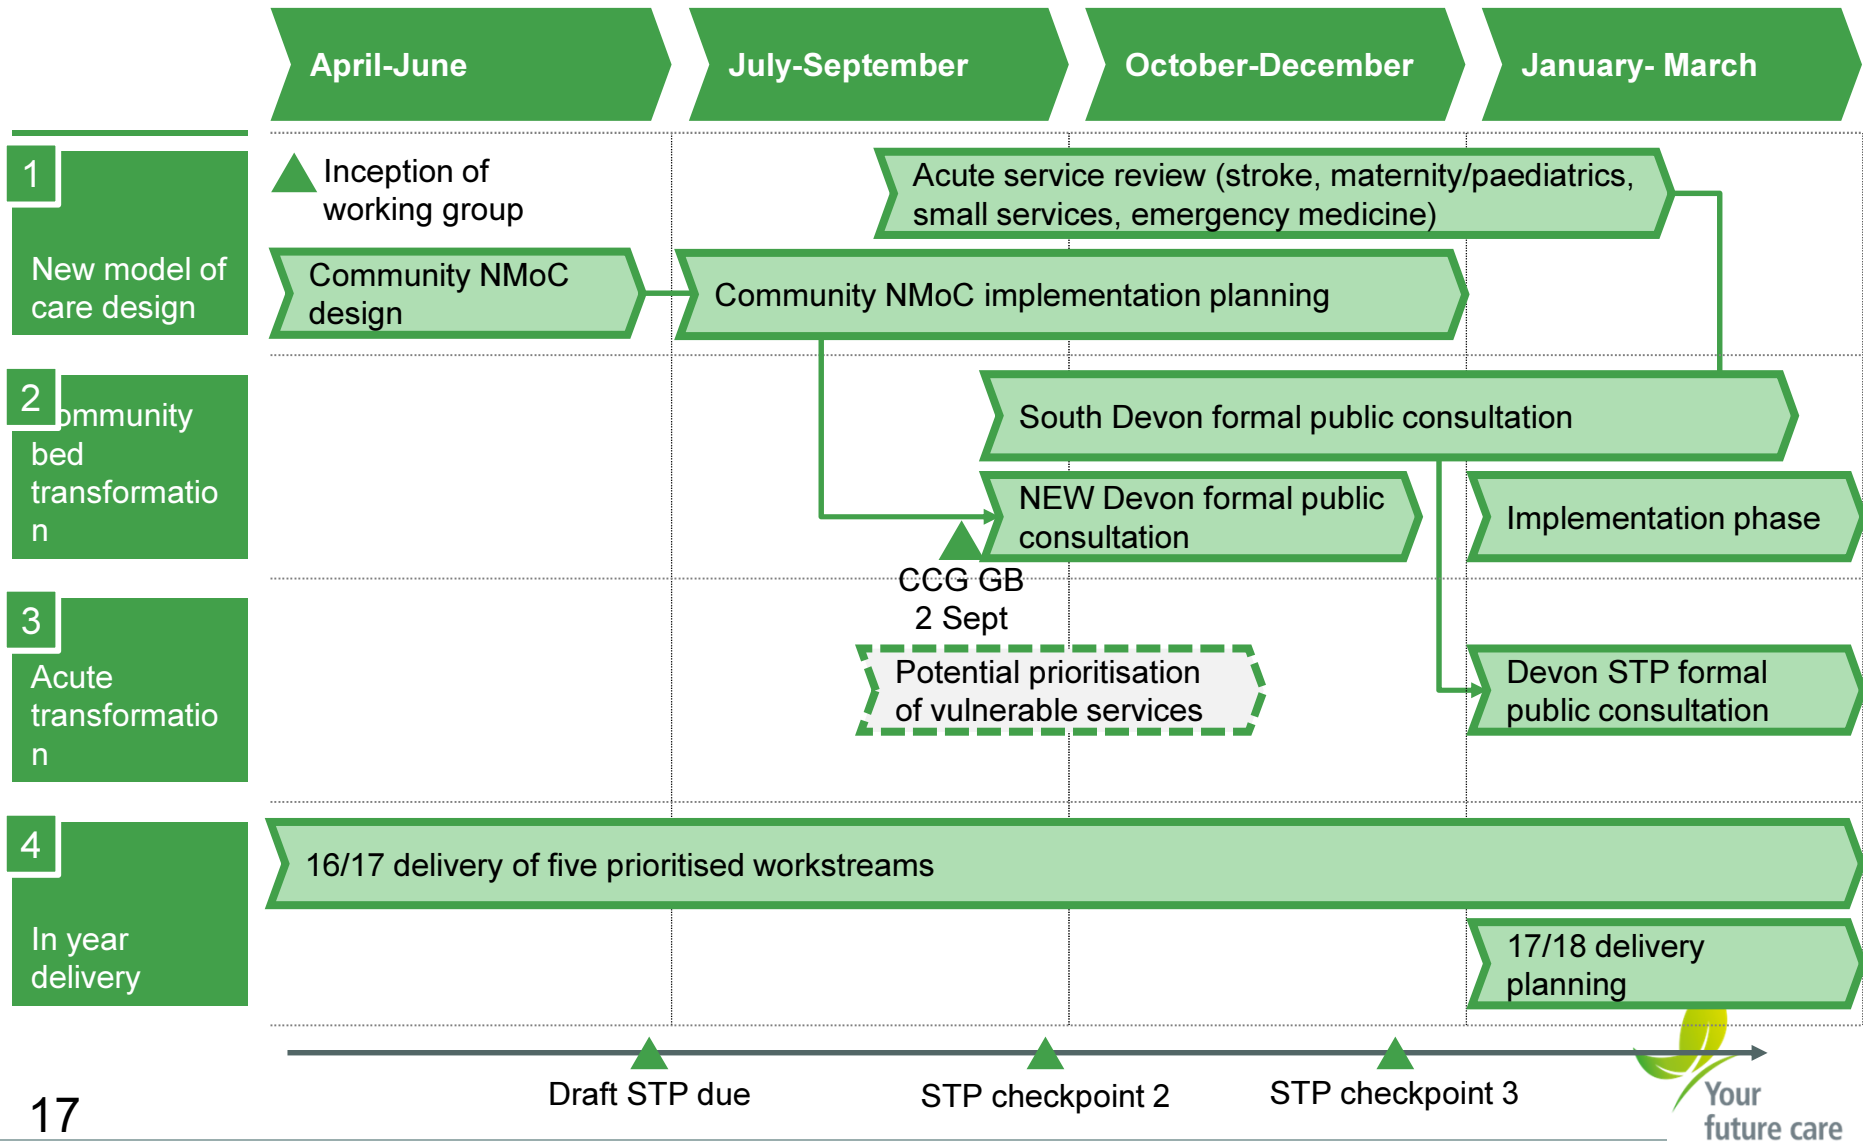 April-June
July-September
October-December
January- March
1
New model of
care design
Inception of
working group
Acute service review (stroke, maternity/paediatrics,
small services, emergency medicine)
Community NMoC
design
Community NMoC implementation planning
2
ommunity
bed
transformatio
n
South Devon formal public consultation
NEW Devon formal public
consultation
Implementation phase
CCG GB
2 Sept
3
Acute
transformatio
n
Potential prioritisation
of vulnerable services
Devon STP formal
public consultation
4
In year
delivery
16/17 delivery of five prioritised workstreams
17/18 delivery
planning
Draft STP due
STP checkpoint 2
STP checkpoint 3
17
Your
future care